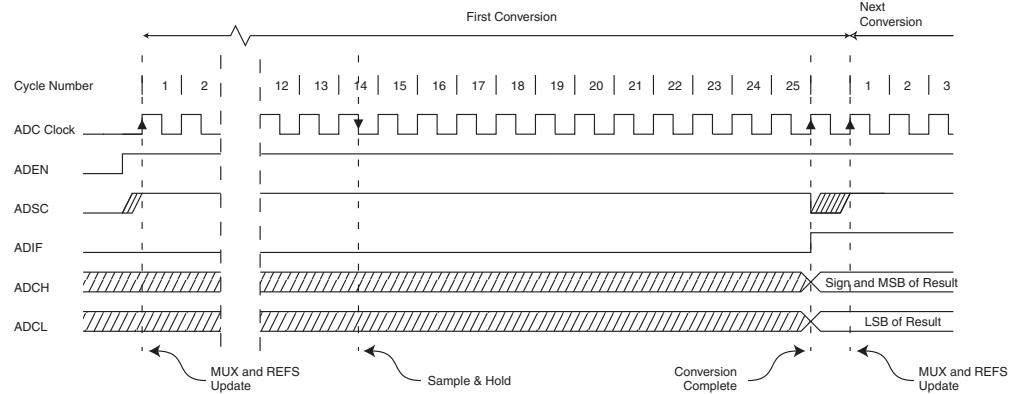 First Conversion
Next
Conversion
Cycle Number 1 2 12 13 14 15 16 17 18 19 20 21 22 23 24 25 1 2 3
ADC Clock
ADEN
ADSC
ADIF
ADCH Sign and MSB of Result
ADCL LSB of Result
MUX and REFS
Update
Sample & Hold
Conversion
Complete
MUX and REFS
Update